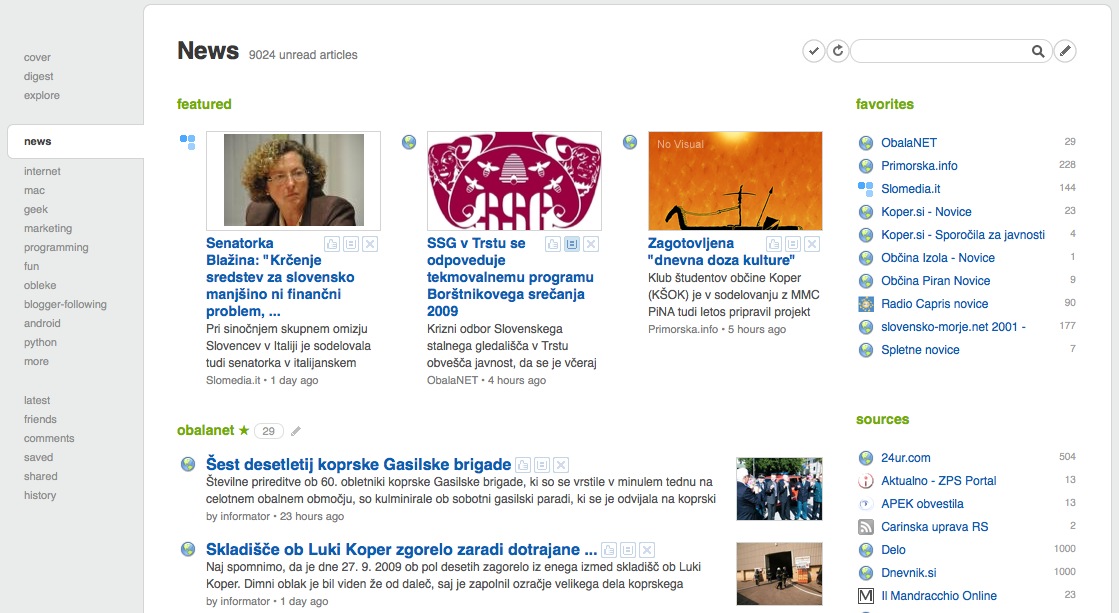 cover
digest
explore
news
internet
mac
geek
marketing
programming
fun
obleke
blogger-following
android
python
more
latest
friends
comments
saved
shared
history
News 9024 unread articles
featured
SSG
No Visual
Senatorka
Blažina: "Krčenje
sredstev za slovensko
manjšino ni finančni
problem, ...
Pri sinočnjem skupnem omizju
Slovencev v Italiji je sodelovala
tudi senatorka v italijanskem
Slomedia.it • 1 day ago
SSG v Trstu se
odpoveduje
tekmovalnemu programu
Borštnikovega srečanja
2009
Krizni odbor Slovenskega
stalnega gledališča v Trstu
obvešča javnost, da se je včeraj
ObalaNET • 4 hours ago
Zagotovljena
"dnevna doza kulture"
Klub študentov občine Koper
(KŠOK) je v sodelovanju z MMC
PiNA tudi letos pripravil projekt
Primorska.info • 5 hours ago
obalanet ★ 29
Šest desetletij koprske Gasilske brigade
Številne prireditve ob 60. obletniki koprske Gasilske brigade, ki so se vrstile v minulem tednu na
celotnem obalnem območju, so kulminirale ob sobotni gasilski paradi, ki se je odvijala na koprski
by informator • 23 hours ago
Skladišče ob Luki Koper zgorelo zaradi dotrajane ...
Naj spomnimo, da je dne 27. 9. 2009 ob pol desetih zagorelo iz enega izmed skladišč ob Luki
Koper. Dimni oblak je bil viden že od daleč, saj je zapolnil ozračje velikega dela koprskega
by informator • 1 day ago
favorites
ObalaNET 29
Primorska.info 228
Slomedia.it 144
Koper.si - Novice 23
Koper.si - Sporočila za javnosti 4
Občina Izola - Novice 1
Občina Piran Novice 9
Radio Capris novice 90
slovensko-morje.net 2001 - 177
Spletne novice 7
sources
24ur.com 504
Aktualno - ZPS Portal 13
APEK obvestila 13
Carinska uprava RS 2
Delo 1000
Dnevnik.si 1000
M Il Mandracchio Online 23